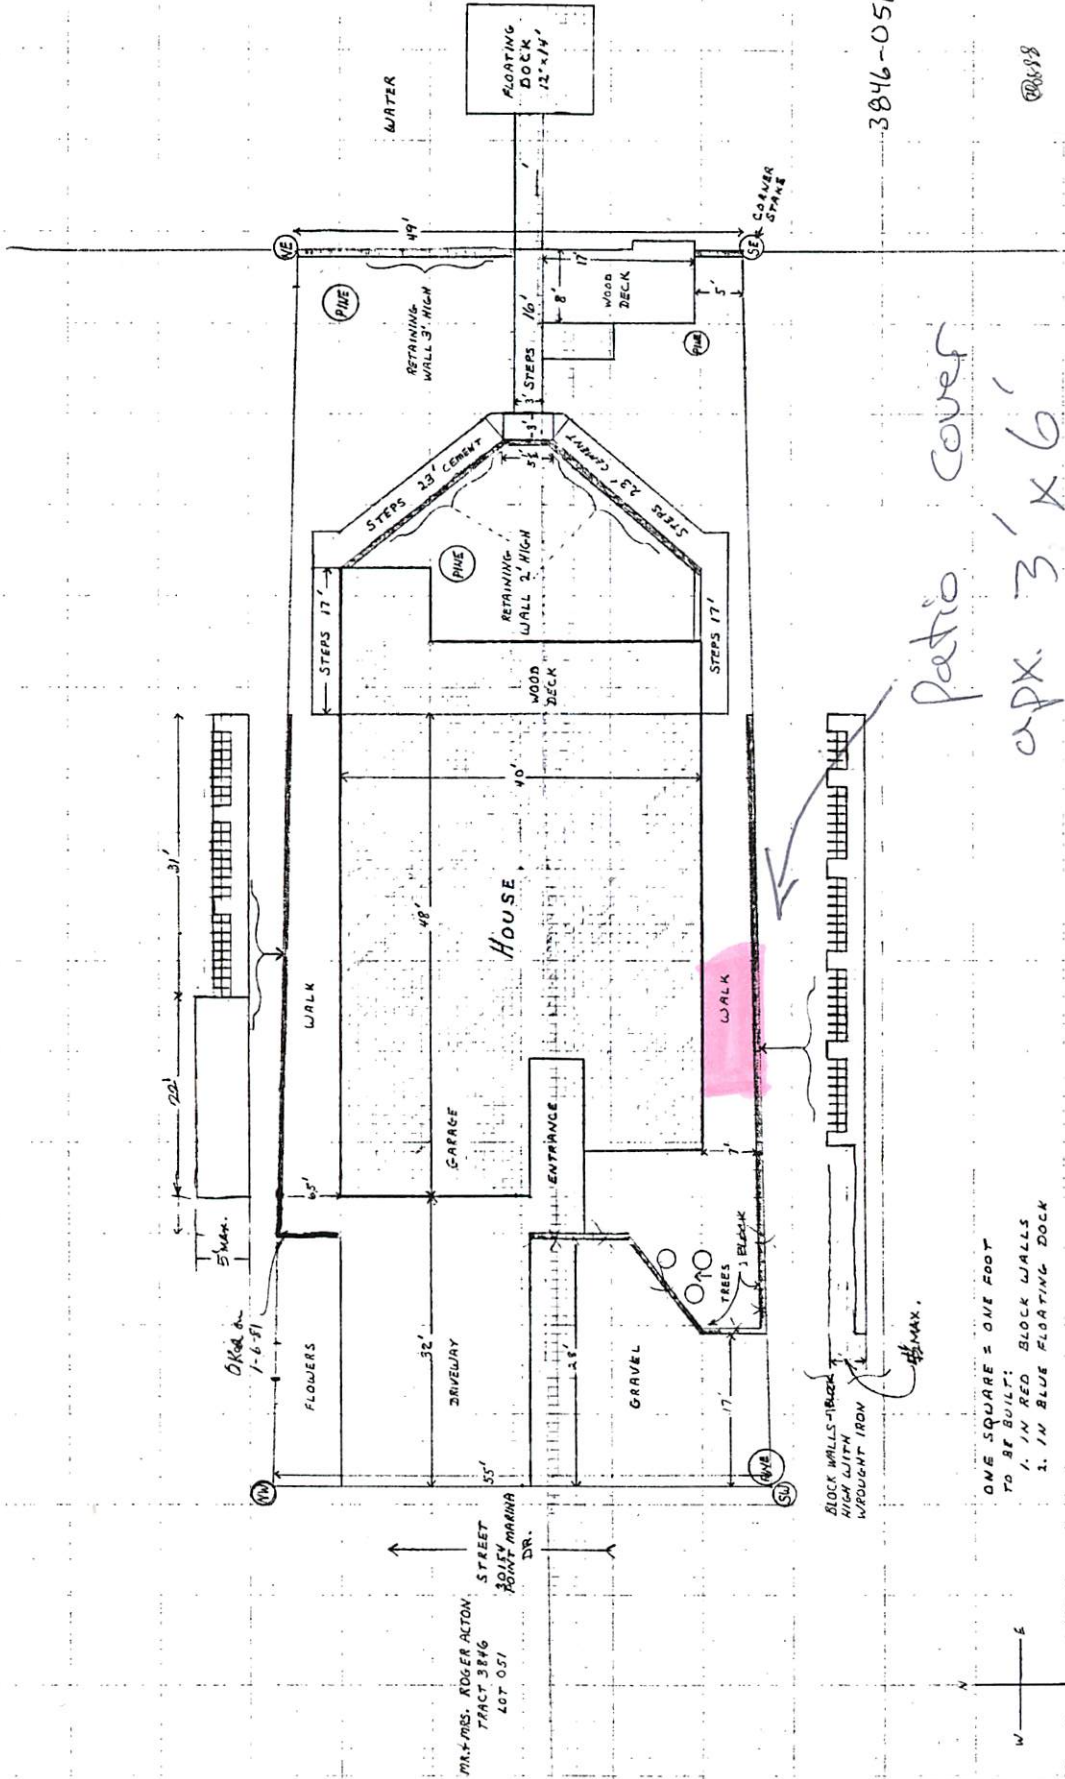 3846-051
WATER
FLOATING
DOCK
12'x14'
NE
49'
SE
CORNER
STAKE
PINE
RETAINING
WALL 3' HIGH
17'
8'
WOOD
DECK
5'
PINE
16'
STEPS
3'
3'
STEPS 23' CEMENT
STEPS 23' CEMENT
PINE
RETAINING
WALL 2' HIGH
STEPS 17'
STEPS 17'
WOOD
DECK
Patio Cover
apx. 3' x 6'
31'
22'
5' MAX.
WALK
40'
48'
HOUSE
WALK
GARAGE
ENTRANCE
6.5'
7'
OKed on
1-6-81
FLOWERS
32'
DRIVEWAY
28'
GRAVEL
TREES
BLOCK
17'
NW
55'
PINE
SW
BLOCK WALLS
HIGH WITH
WROUGHT IRON
MAX.
STREET
30154
POINT MARINA
DR.
MR. & MRS. ROGER ACTON
TRACT 3846
LOT 051
ONE SQUARE = ONE FOOT
TO BE BUILT:
1. IN RED BLOCK WALLS
2. IN BLUE FLOATING DOCK
N
W
E